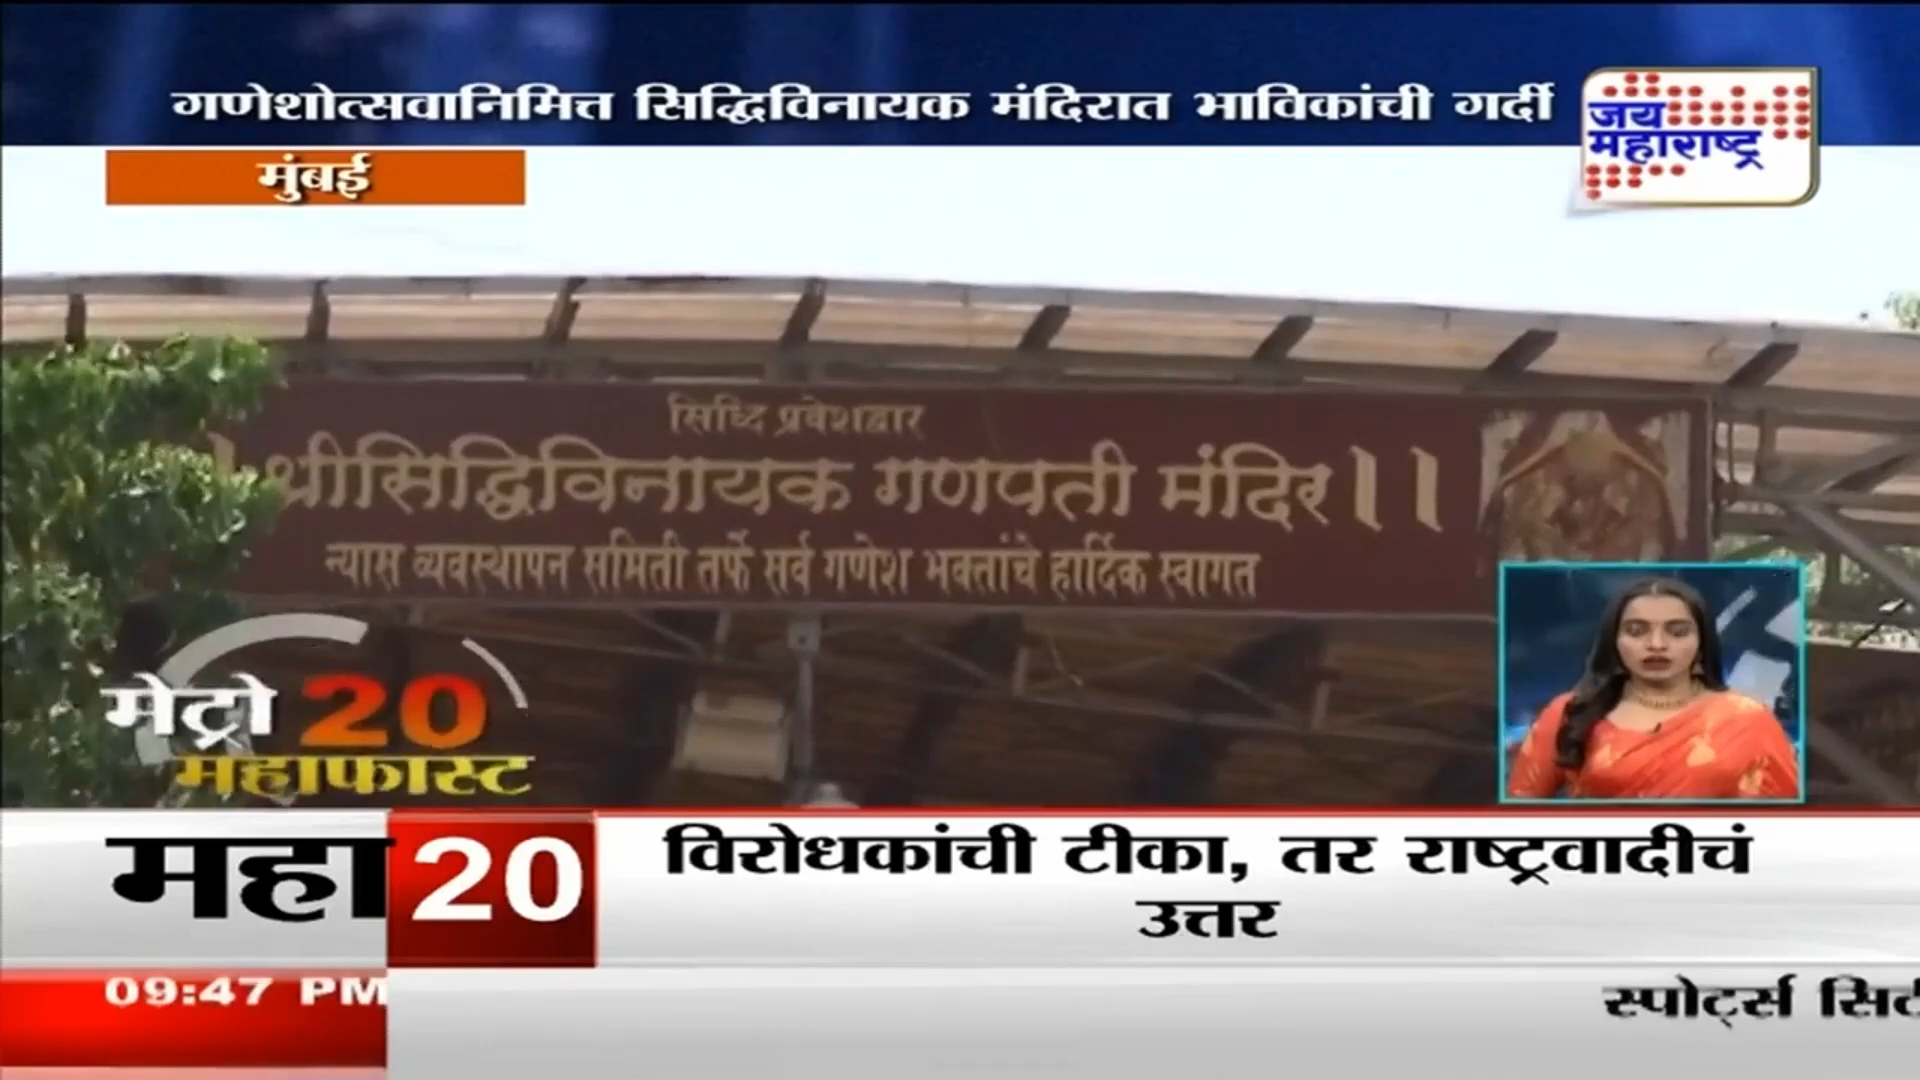 गणेशोत्सवानिमित्त सिद्धिविनायक मंदिरात भाविकांची गर्दी
जय
महाराष्ट्र
मुंबई
सिध्दि प्रवेशद्वार
श्रीसिद्धिविनायक गणपती मंदिर।।
न्यास व्यवस्थापन समिती तर्फे सर्व गणेश भक्तांचे हार्दिक स्वागत
मेट्रो 20
महाफास्ट
महा 20
विरोधकांची टीका, तर राष्ट्रवादीचं
उत्तर
09:47 PM
स्पोर्ट्स